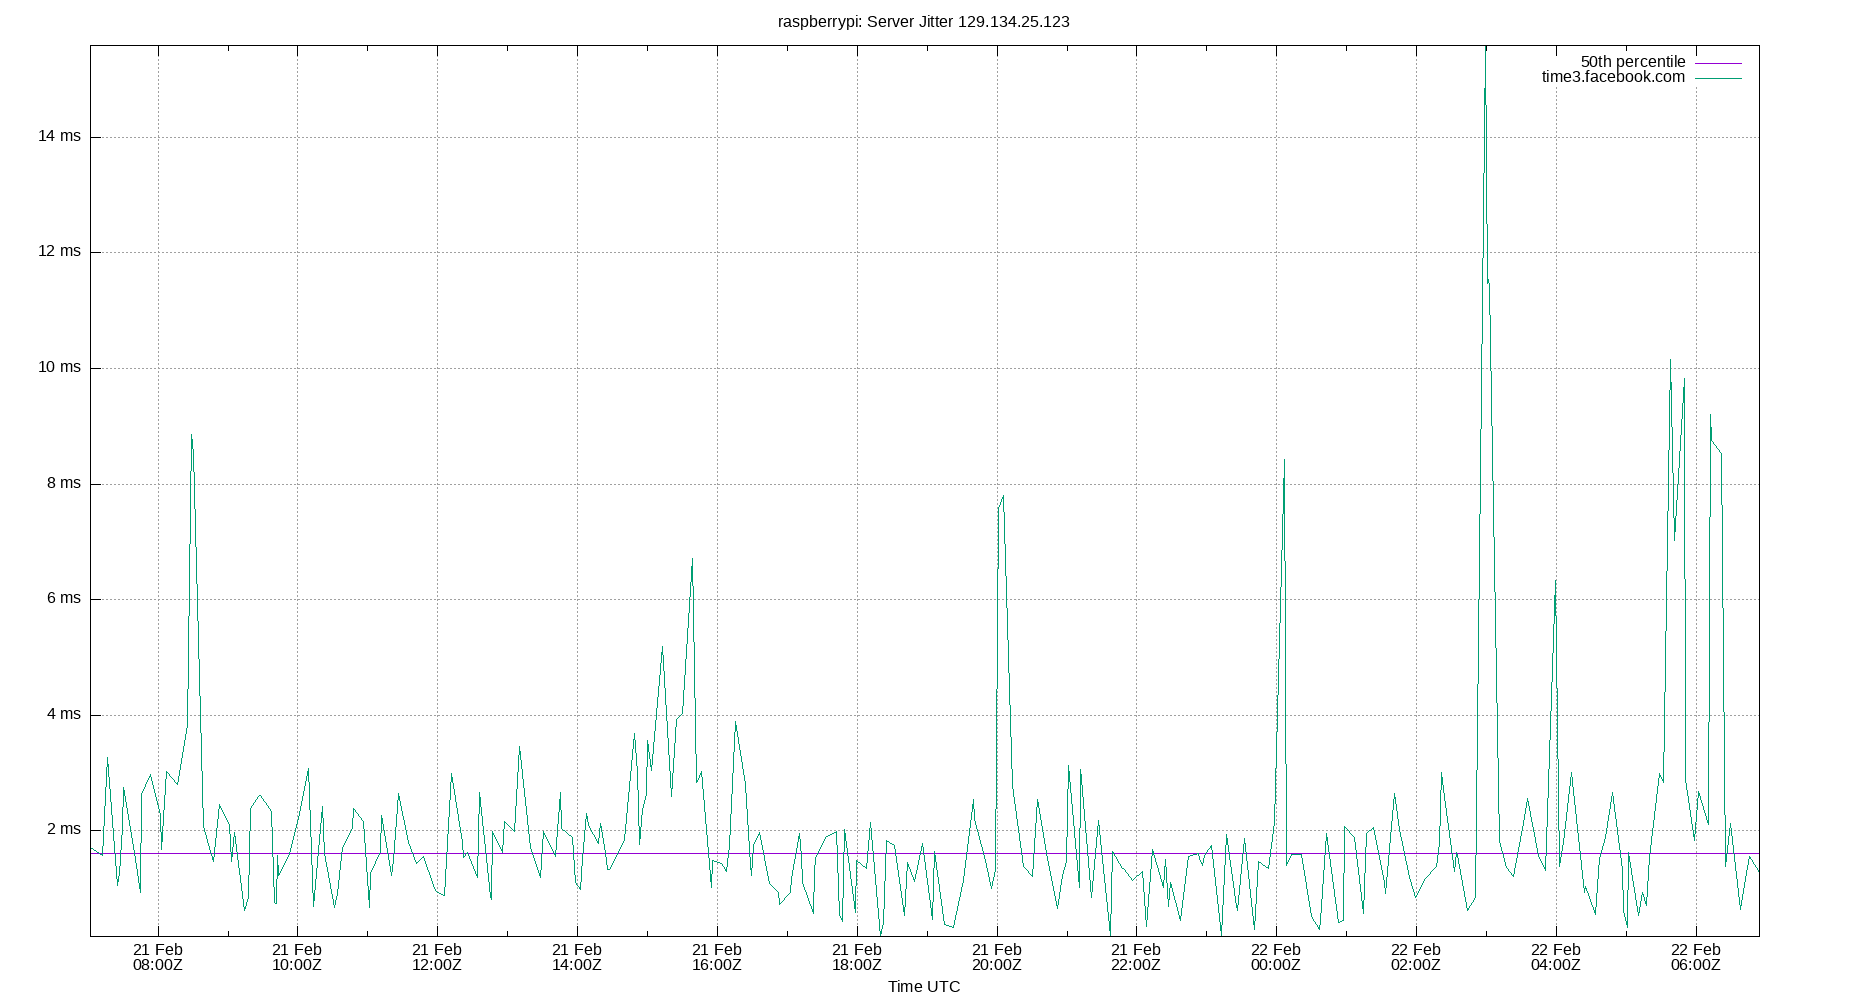 raspberrypi: Server Jitter 129.134.25.123
50th percentile
time3.facebook.com
14 ms
12 ms
10 ms
8 ms
6 ms
4 ms
2 ms
21 Feb 21 Feb 21 Feb 21 Feb 21 Feb 21 Feb 21 Feb 21 Feb 22 Feb 22 Feb 22 Feb 22 Feb
08:00Z 10:00Z 12:00Z 14:00Z 16:00Z 18:00Z 20:00Z 22:00Z 00:00Z 02:00Z 04:00Z 06:00Z
Time UTC